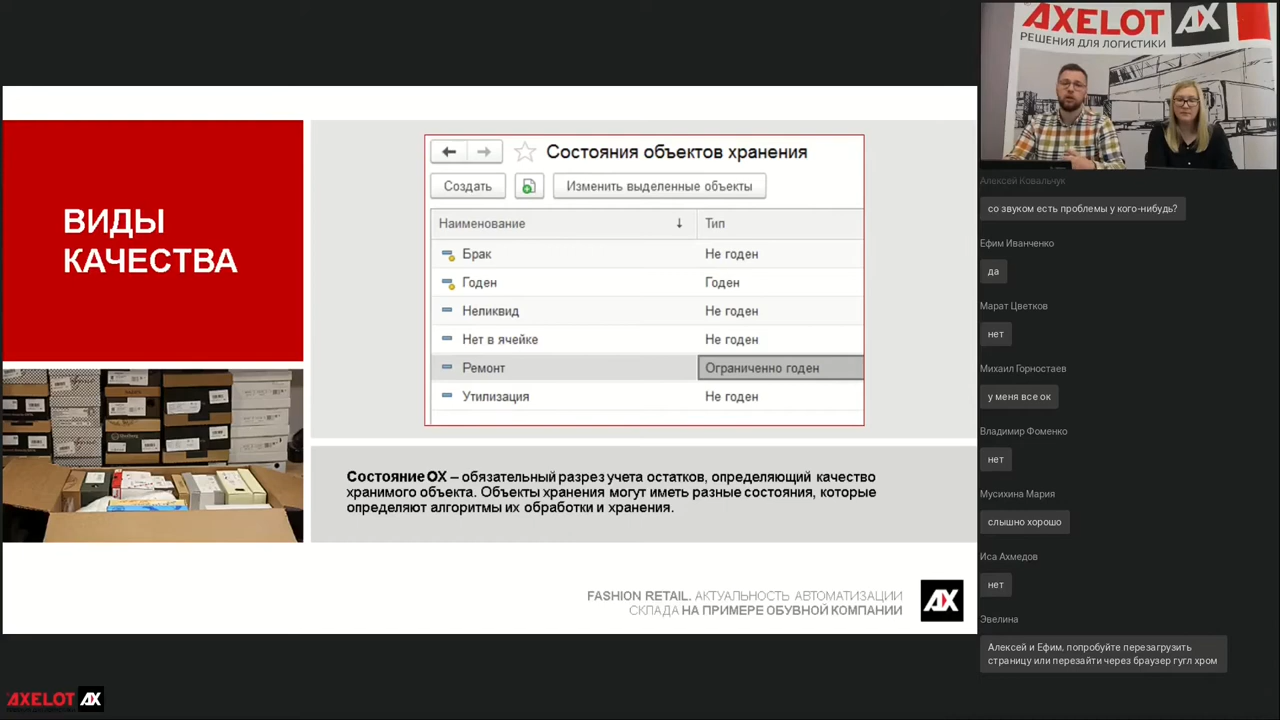 ВИДЫ
КАЧЕСТВА
Состояния объектов хранения
Создать
Изменить выделенные объекты
Наименование ↓ Тип
Брак Не годен
Годен Годен
Неликвид Не годен
Нет в ячейке Не годен
Ремонт Ограниченно годен
Утилизация Не годен
Состояние ОХ – обязательный разрез учета остатков, определяющий качество
хранимого объекта. Объекты хранения могут иметь разные состояния, которые
определяют алгоритмы их обработки и хранения.
FASHION RETAIL. АКТУАЛЬНОСТЬ АВТОМАТИЗАЦИИ
СКЛАДА НА ПРИМЕРЕ ОБУВНОЙ КОМПАНИИ
AX
AXELOT AX
AXELOT AX
РЕШЕНИЯ ДЛЯ ЛОГИСТИКИ
Алексей Ковальчук
со звуком есть проблемы у кого-нибудь?
Ефим Иванченко
да
Марат Цветков
нет
Михаил Горностаев
у меня все ок
Владимир Фоменко
нет
Мусихина Мария
слышно хорошо
Иса Ахмедов
нет
Эвелина
Алексей и Ефим, попробуйте перезагрузить
страницу или перезайти через браузер гугл хром